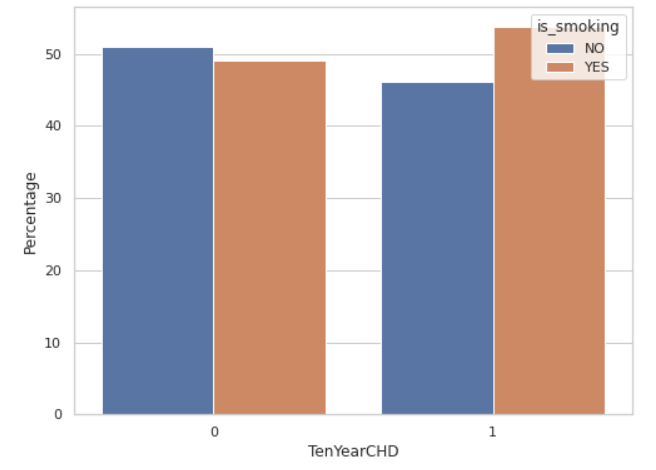 is_smoking
NO
YES
50
40
30
20
10
0
Percentage
0 1
TenYearCHD